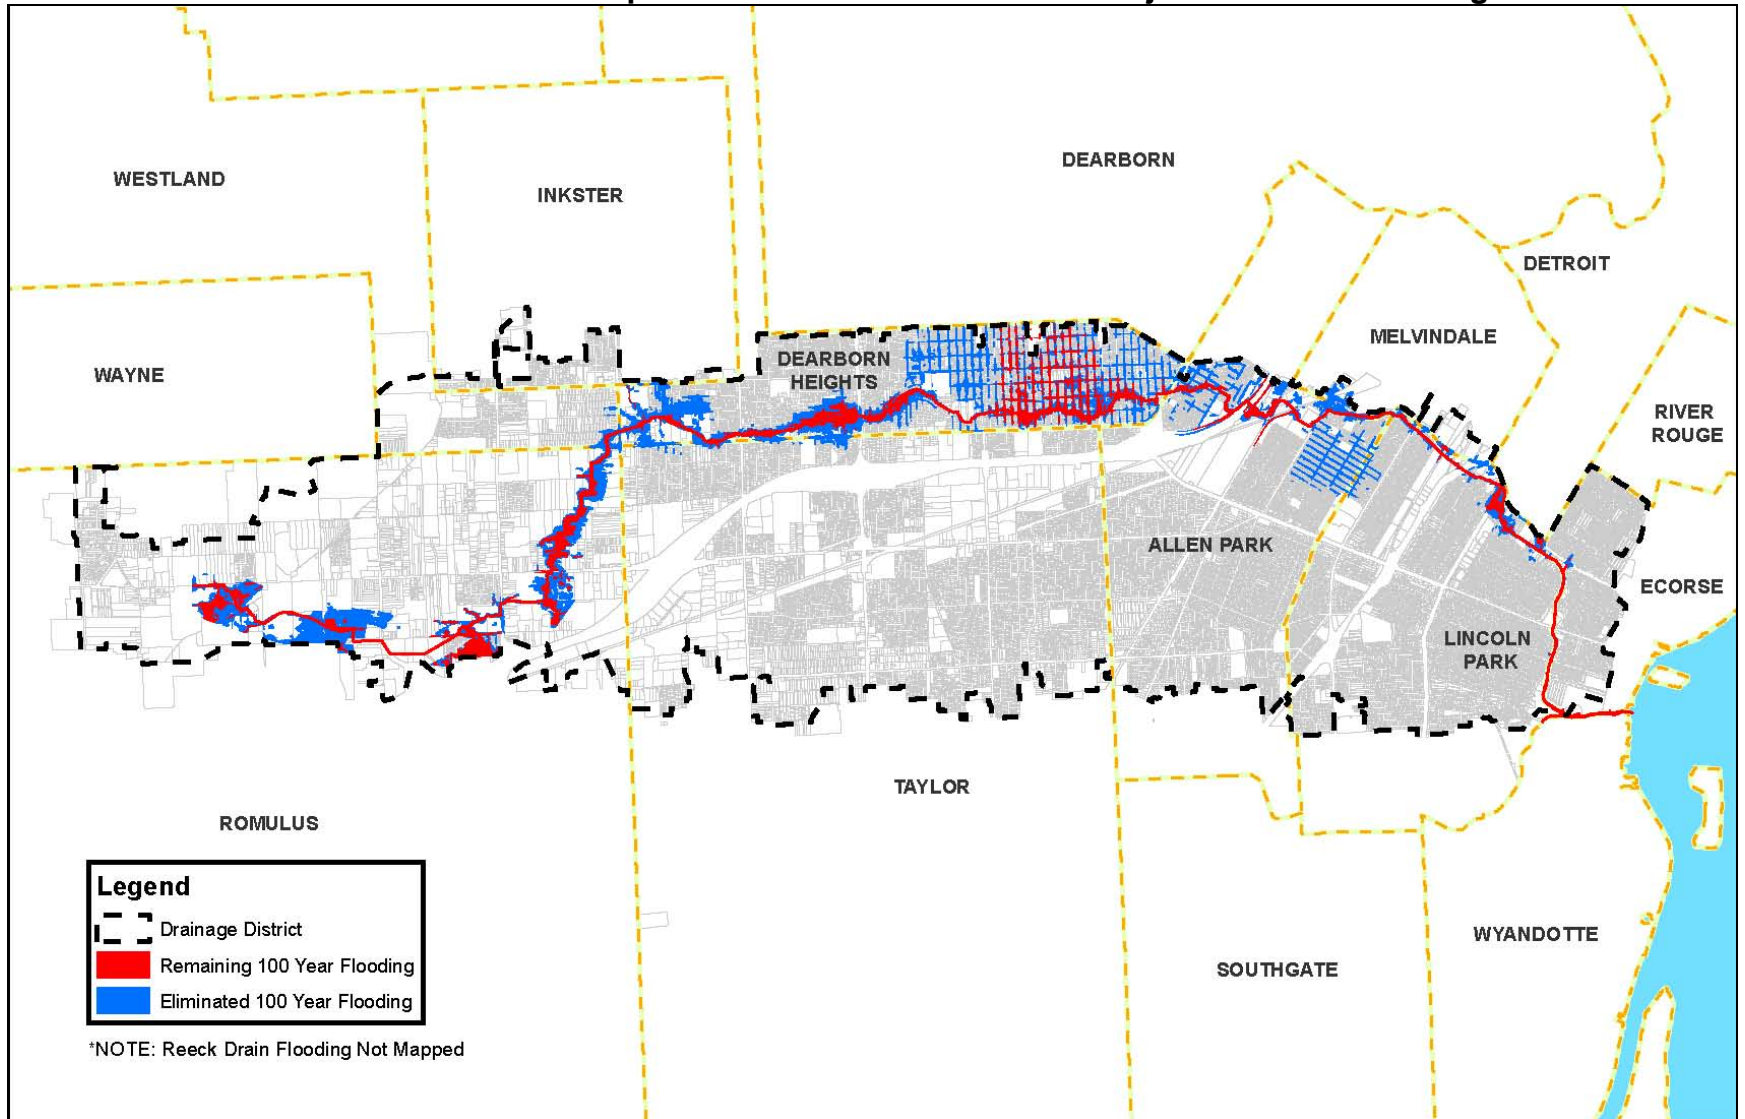 WESTLAND
INKSTER
DEARBORN
DETROIT
MELVINDALE
WAYNE
DEARBORN
HEIGHTS
RIVER
ROUGE
ALLEN PARK
ECORSE
LINCOLN
PARK
TAYLOR
ROMULUS
WYANDOTTE
SOUTHGATE
Legend
Drainage District
Remaining 100 Year Flooding
Eliminated 100 Year Flooding
*NOTE: Reeck Drain Flooding Not Mapped